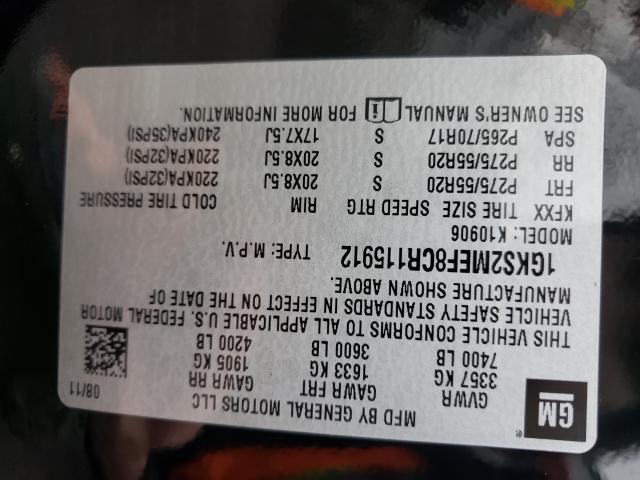 GM ®
MFD BY GENERAL MOTORS LLC 08/11
GVWR GAWR FRT GAWR RR
3357 KG 1633 KG 1905 KG
7400 LB 3600 LB 4200 LB
THIS VEHICLE CONFORMS TO ALL APPLICABLE U.S. FEDERAL MOTOR
VEHICLE SAFETY STANDARDS IN EFFECT ON THE DATE OF
MANUFACTURE SHOWN ABOVE.
1GKS2MEF8CR115912 TYPE: M.P.V.
MODEL: K10906
KFXX TIRE SIZE SPEED RTG RIM COLD TIRE PRESSURE
FRT P275/55R20 S 20X8.5J 220KPA(32PSI)
RR P275/55R20 S 20X8.5J 220KPA(32PSI)
SPA P265/70R17 S 17X7.5J 240KPA(35PSI)
SEE OWNER'S MANUAL FOR MORE INFORMATION.